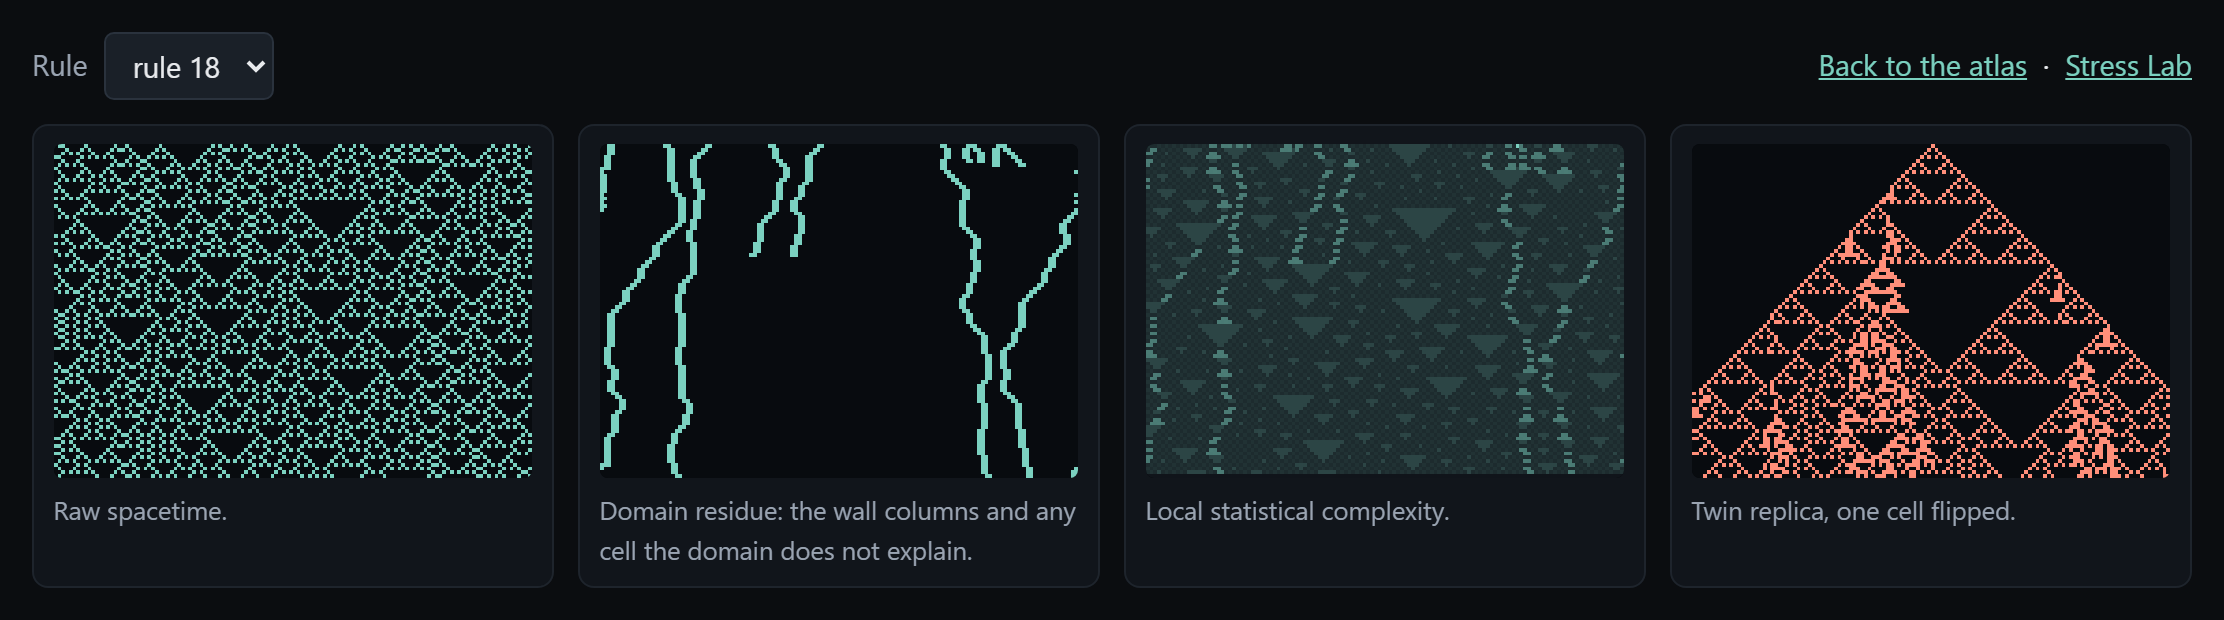 Rule rule 18 Back to the atlas · Stress Lab
Raw spacetime.
Domain residue: the wall columns and any
cell the domain does not explain.
Local statistical complexity.
Twin replica, one cell flipped.